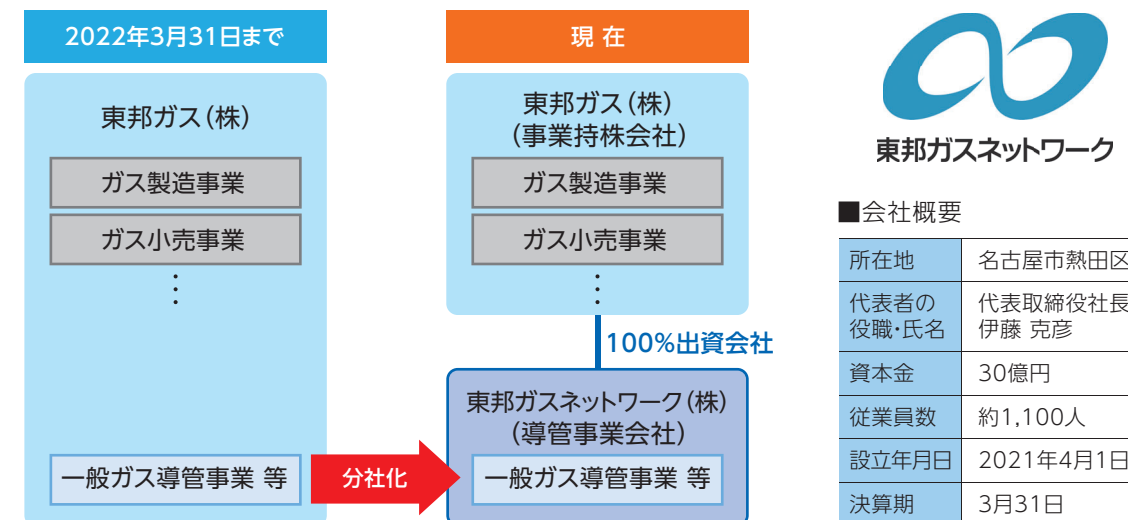 2022年3月31日まで
東邦ガス(株)
ガス製造事業
ガス小売事業
⋮
一般ガス導管事業 等
分社化
現 在
東邦ガス(株)
(事業持株会社)
ガス製造事業
ガス小売事業
⋮
100%出資会社
東邦ガスネットワーク(株)
(導管事業会社)
一般ガス導管事業 等
東邦ガスネットワーク
■会社概要
所在地 名古屋市熱田区
代表者の 代表取締役社長
役職・氏名 伊藤 克彦
資本金 30億円
従業員数 約1,100人
設立年月日 2021年4月1日
決算期 3月31日